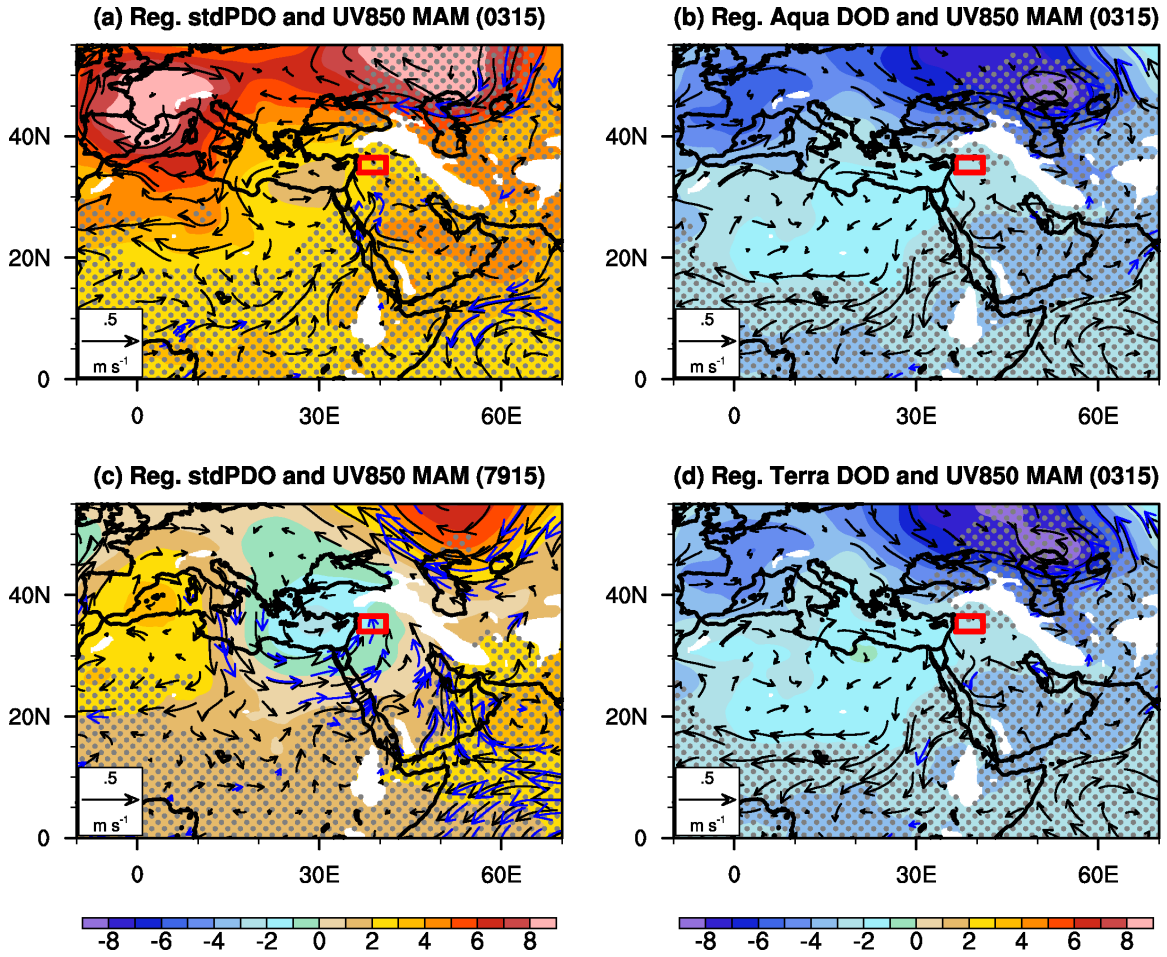 (a) Reg. stdPDO and UV850 MAM (0315)
40N
20N
0
.5
m s⁻¹
0 30E 60E
(b) Reg. Aqua DOD and UV850 MAM (0315)
40N
20N
0
.5
m s⁻¹
0 30E 60E
(c) Reg. stdPDO and UV850 MAM (7915)
40N
20N
0
.5
m s⁻¹
0 30E 60E
(d) Reg. Terra DOD and UV850 MAM (0315)
40N
20N
0
.5
m s⁻¹
0 30E 60E
-8 -6 -4 -2 0 2 4 6 8
-8 -6 -4 -2 0 2 4 6 8